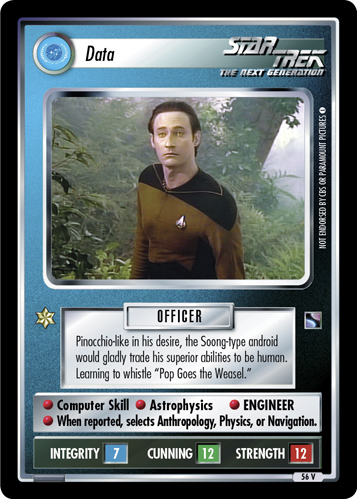 Data
STAR TREK
THE NEXT GENERATION
NOT ENDORSED BY CBS OR PARAMOUNT PICTURES
OFFICER
Pinocchio-like in his desire, the Soong-type android
would gladly trade his superior abilities to be human.
Learning to whistle "Pop Goes the Weasel."
• Computer Skill • Astrophysics • ENGINEER
• When reported, selects Anthropology, Physics, or Navigation.
INTEGRITY 7 CUNNING 12 STRENGTH 12
56 V